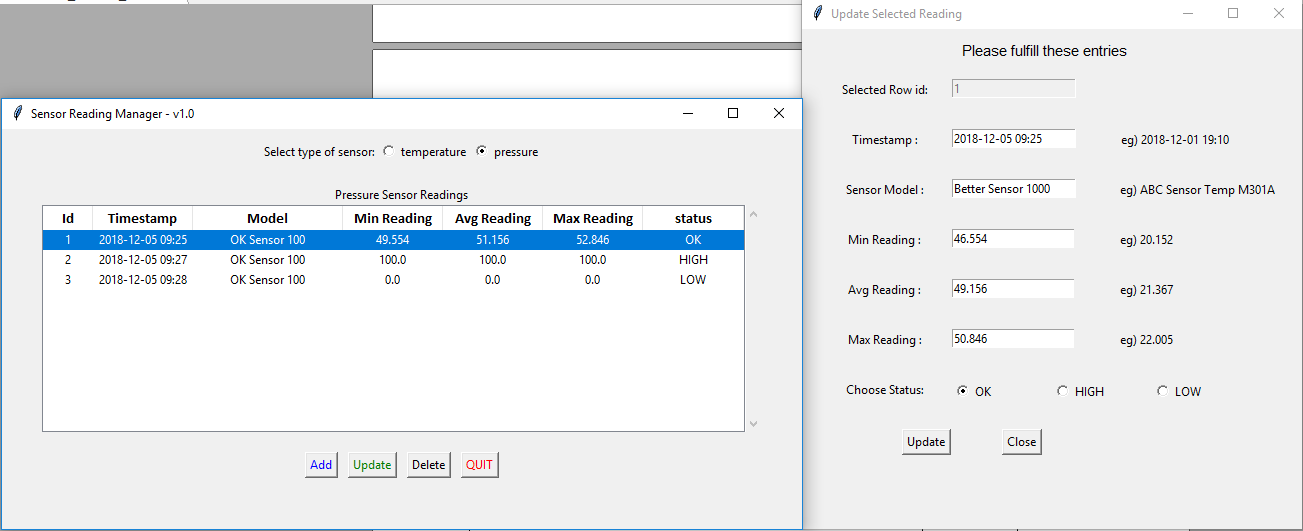 Sensor Reading Manager - v1.0
Select type of sensor: temperature pressure
Pressure Sensor Readings
Id Timestamp Model Min Reading Avg Reading Max Reading status
1 2018-12-05 09:25 OK Sensor 100 49.554 51.156 52.846 OK
2 2018-12-05 09:27 OK Sensor 100 100.0 100.0 100.0 HIGH
3 2018-12-05 09:28 OK Sensor 100 0.0 0.0 0.0 LOW
Add Update Delete QUIT
Update Selected Reading
Please fulfill these entries
Selected Row id: 1
Timestamp : 2018-12-05 09:25 eg) 2018-12-01 19:10
Sensor Model : Better Sensor 1000 eg) ABC Sensor Temp M301A
Min Reading : 46.554 eg) 20.152
Avg Reading : 49.156 eg) 21.367
Max Reading : 50.846 eg) 22.005
Choose Status: OK HIGH LOW
Update Close